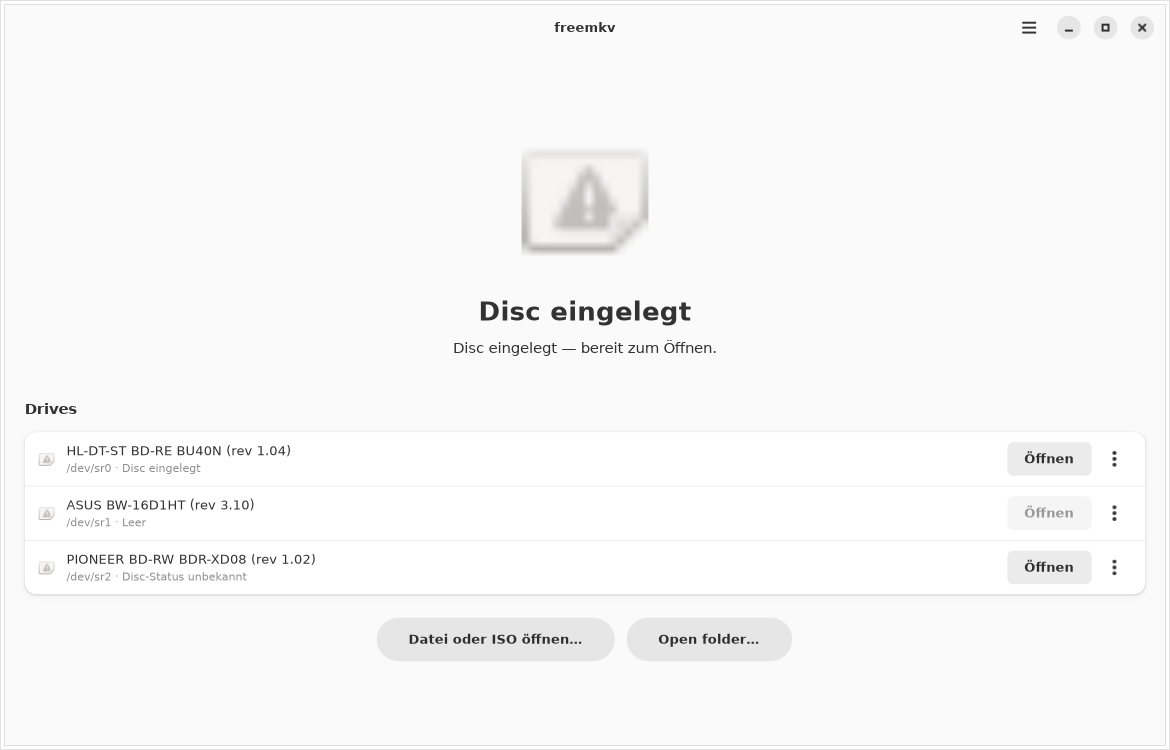 freemkv
Disc eingelegt
Disc eingelegt — bereit zum Öffnen.
Drives
HL-DT-ST BD-RE BU40N (rev 1.04)
/dev/sr0 · Disc eingelegt
Öffnen
ASUS BW-16D1HT (rev 3.10)
/dev/sr1 · Leer
Öffnen
PIONEER BD-RW BDR-XD08 (rev 1.02)
/dev/sr2 · Disc-Status unbekannt
Öffnen
Datei oder ISO öffnen…
Open folder…